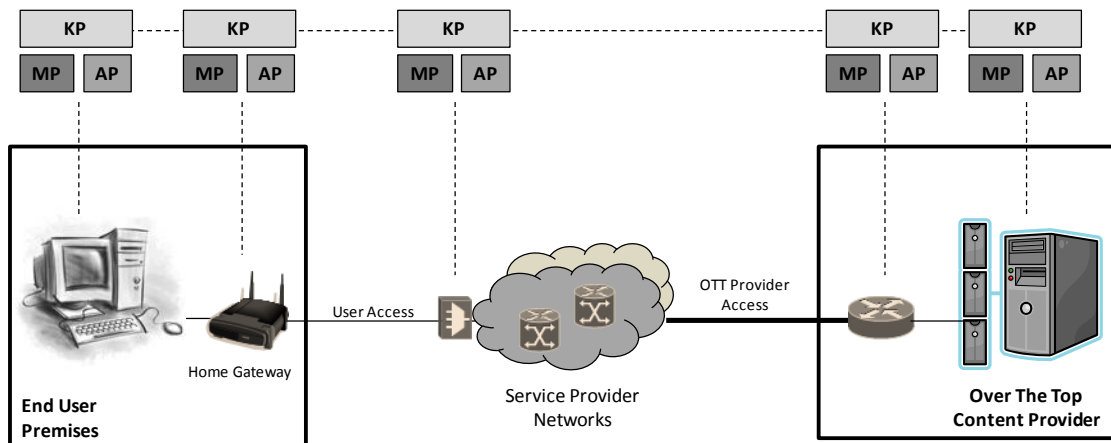 KP KP KP KP KP
MP AP MP AP MP AP MP AP MP AP
User Access
OTT Provider
Access
Home Gateway
Service Provider
Networks
End User
Premises
Over The Top
Content Provider